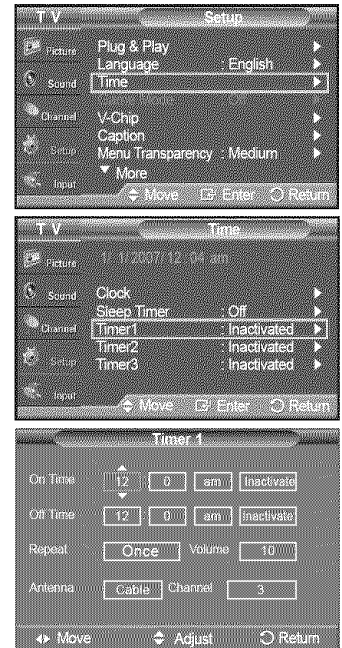 T V Setup
Picture Plug & Play
Language : English
Sound Time
Game Mode : Off
Channel V-Chip
Caption
Setup Menu Transparency : Medium
▼ More
Input
Move Enter Return
T V Time
Picture 1/ 1/2007/12 :04 am
Sound Clock
Sleep Timer : Off
Channel Timer1 : Inactivated
Timer2 : Inactivated
Setup Timer3 : Inactivated
Input
Move Enter Return
Timer 1
On Time 12 0 am Inactivate
Off Time 12 0 am Inactivate
Repeat Once Volume 10
Antenna Cable Channel 3
Move Adjust Return